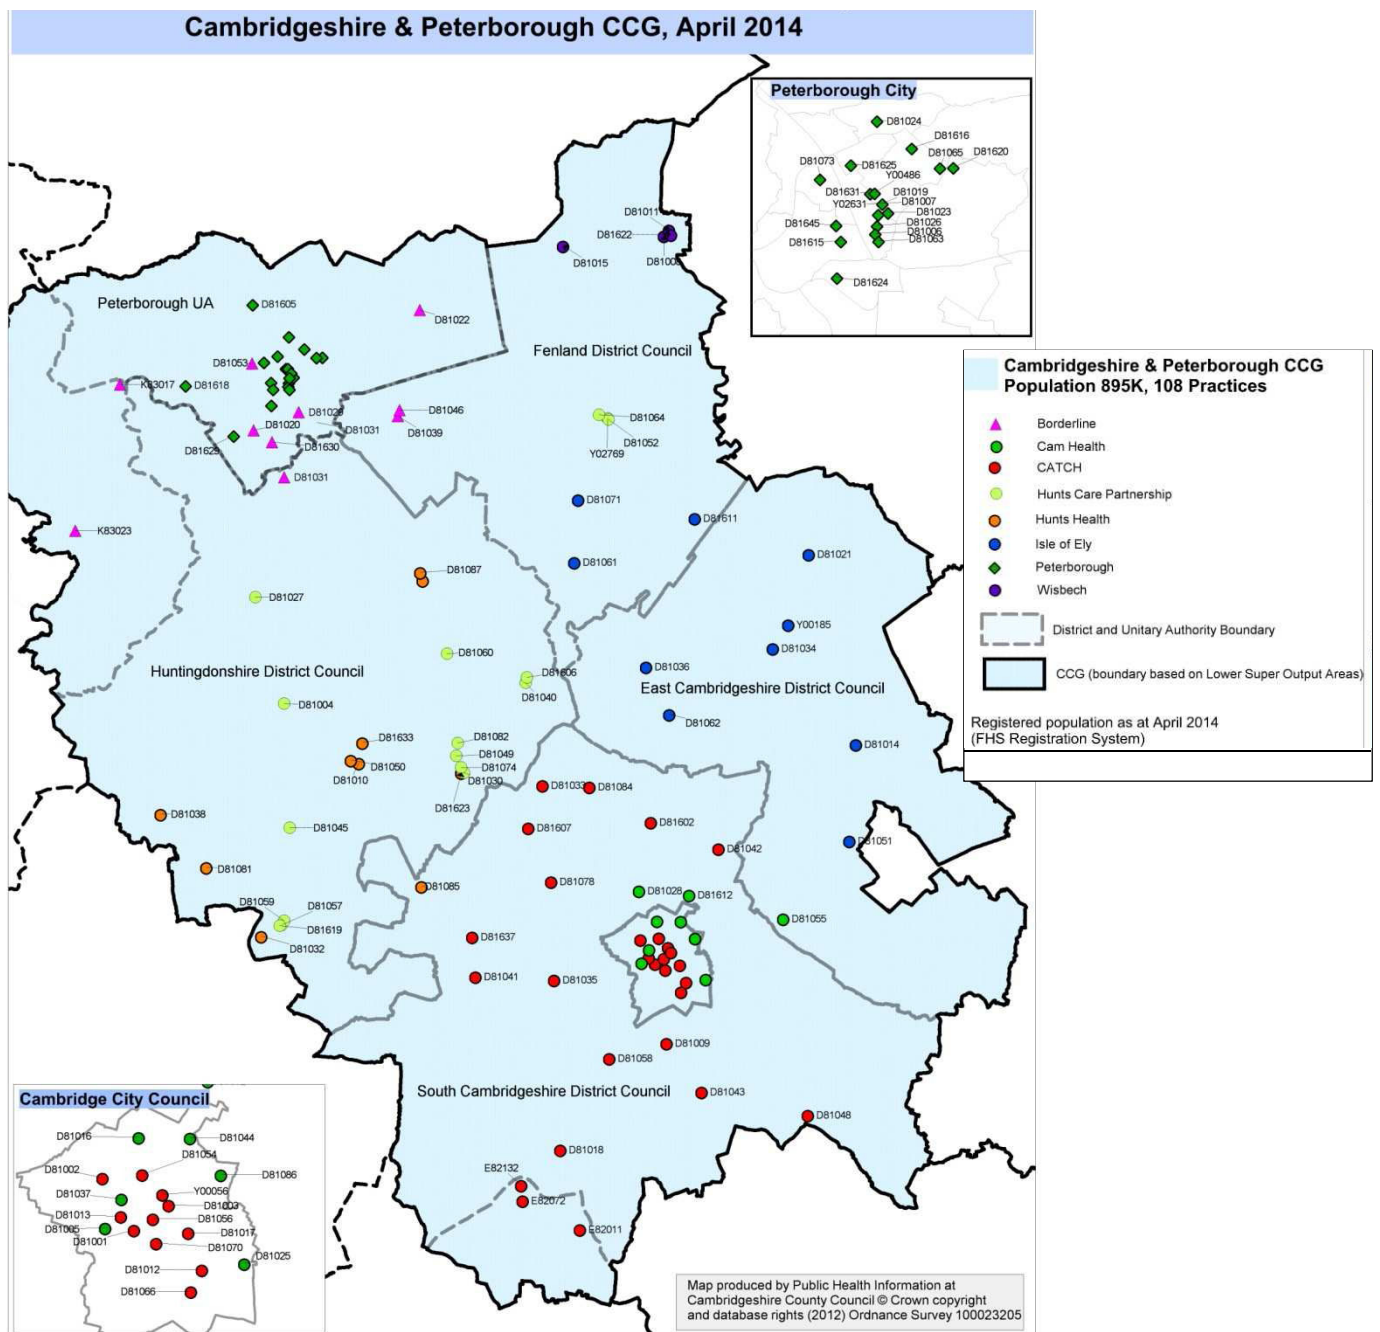 Cambridgeshire & Peterborough CCG, April 2014
Peterborough City
D81024
D81616
D81065
D81620
D81073
D81625
Y00486
D81631
D81019
Y02631
D81007
D81023
D81645
D81026
D81006
D81615
D81063
D81624
D81011
D81622
D81015
Peterborough UA
D81605
D81022
Fenland District Council
D81053
K83017
D81618
D81046
D81064
D81020
D81031
D81039
D81052
D81629
D81630
Y02769
D81031
D81071
D81611
K83023
D81021
D81061
D81087
D81027
Y00185
D81060
D81034
Huntingdonshire District Council
D81036
D81606
East Cambridgeshire District Council
D81040
D81004
D81062
D81633
D81082
D81014
D81049
D81050
D81074
D81010
D81030
D81033
D81084
D81623
D81038
D81045
D81607
D81602
D81051
D81042
D81081
D81085
D81078
D81028
D81612
D81059
D81057
D81055
D81619
D81637
D81032
D81041
D81035
D81009
D81058
South Cambridgeshire District Council
D81043
D81048
D81018
E82132
E82072
E82011
Cambridgeshire & Peterborough CCG
Population 895K, 108 Practices
Borderline
Cam Health
CATCH
Hunts Care Partnership
Hunts Health
Isle of Ely
Peterborough
Wisbech
District and Unitary Authority Boundary
CCG (boundary based on Lower Super Output Areas)
Registered population as at April 2014
(FHS Registration System)
Cambridge City Council
D81016
D81044
D81054
D81002
D81086
Y00056
D81037
D81003
D81013
D81056
D81005
D81017
D81001
D81070
D81025
D81012
D81066
Map produced by Public Health Information at
Cambridgeshire County Council © Crown copyright
and database rights (2012) Ordnance Survey 100023205